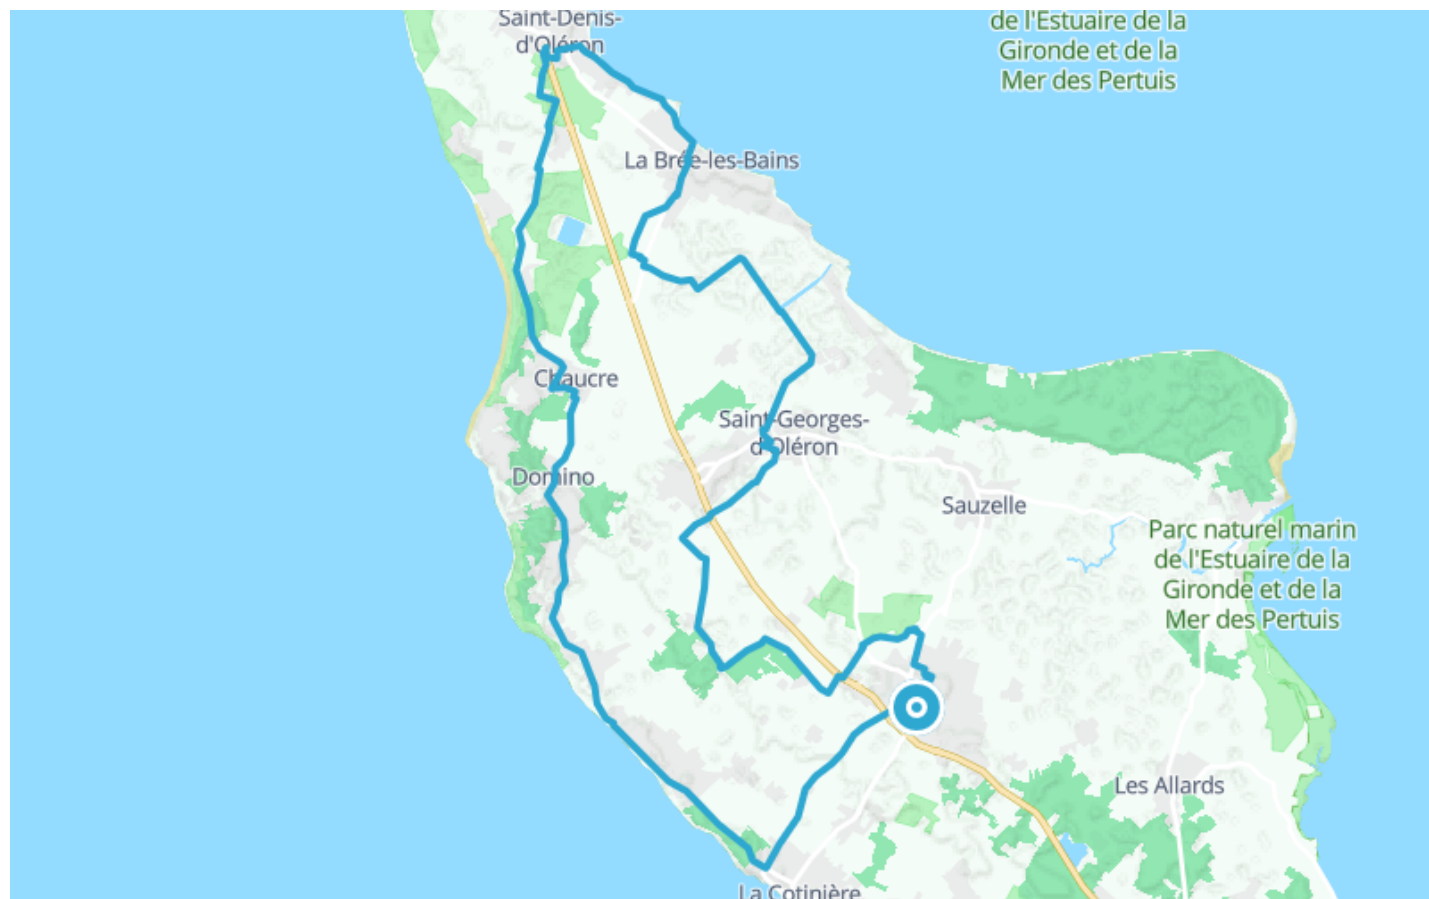 Saint-Denis-
d'Oléron
de l'Estuaire de la
Gironde et de la
Mer des Pertuis
La Brée-les-Bains
Chaucre
Saint-Georges-
d'Oléron
Domino
Sauzelle
Parc naturel marin
de l'Estuaire de la
Gironde et de la
Mer des Pertuis
Les Allards
La Cotinière